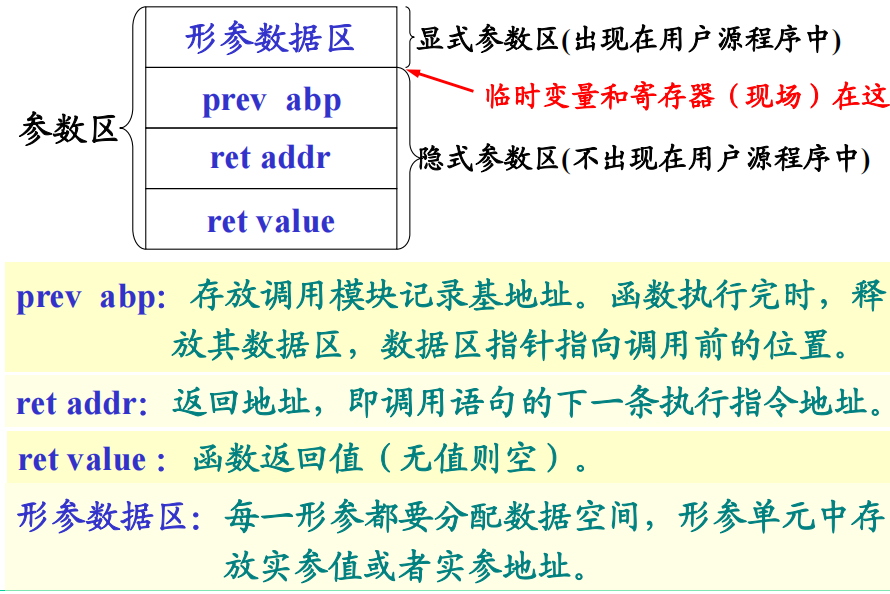 形参数据区
显式参数区(出现在用户源程序中)
prev abp
临时变量和寄存器（现场）在这
参数区
ret addr
隐式参数区(不出现在用户源程序中)
ret value
prev abp: 存放调用模块记录基地址。函数执行完时，释
放其数据区，数据区指针指向调用前的位置。
ret addr: 返回地址，即调用语句的下一条执行指令地址。
ret value : 函数返回值（无值则空）。
形参数据区: 每一形参都要分配数据空间，形参单元中存
放实参值或者实参地址。